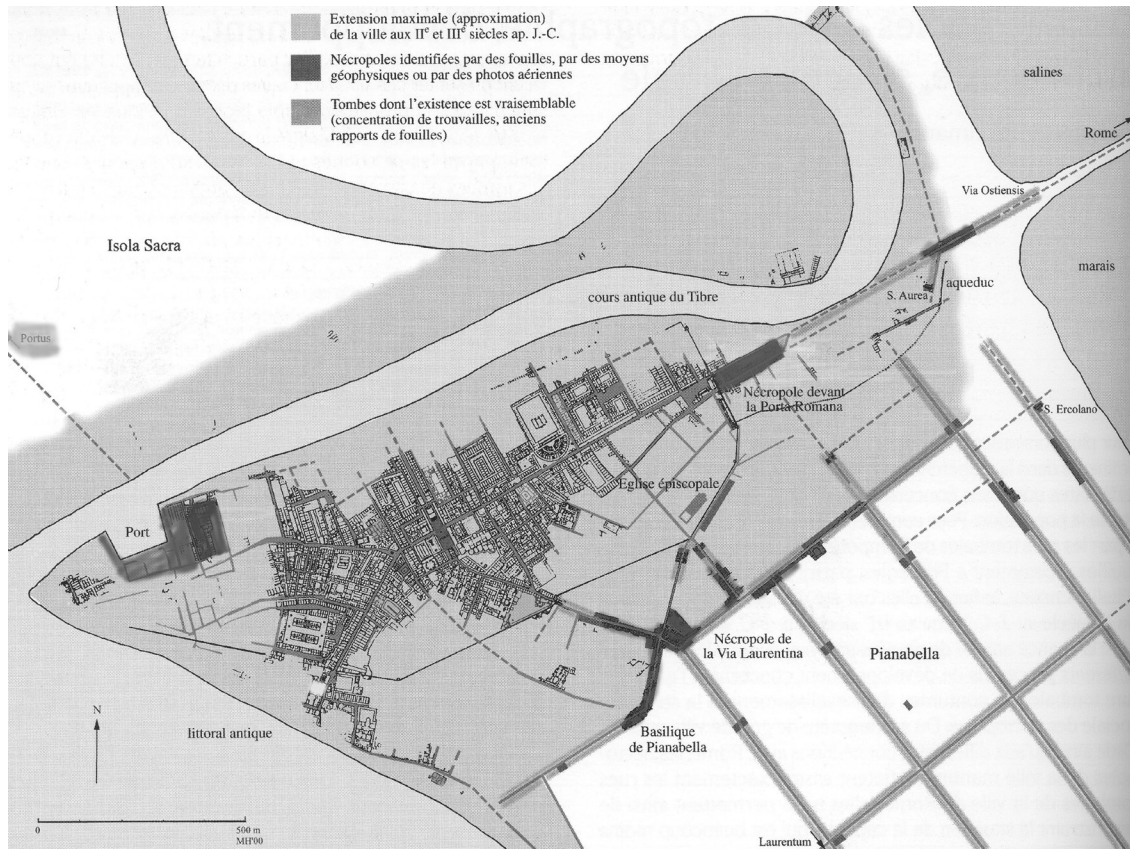 Extension maximale (approximation)
de la ville aux IIe et IIIe siècles ap. J.-C.
Nécropoles identifiées par des fouilles, par des moyens
géophysiques ou par des photos aériennes
Tombes dont l'existence est vraisemblable
(concentration de trouvailles, anciens
rapports de fouilles)
salines
Rome
Via Ostiensis
Isola Sacra
marais
aqueduc
S. Aurea
cours antique du Tibre
Portus
Nécropole devant
la Porta Romana
S. Ercolano
Eglise épiscopale
Port
Nécropole de
la Via Laurentina
Pianabella
N
littoral antique
Basilique
de Pianabella
0
500 m
MH'00
Laurentum